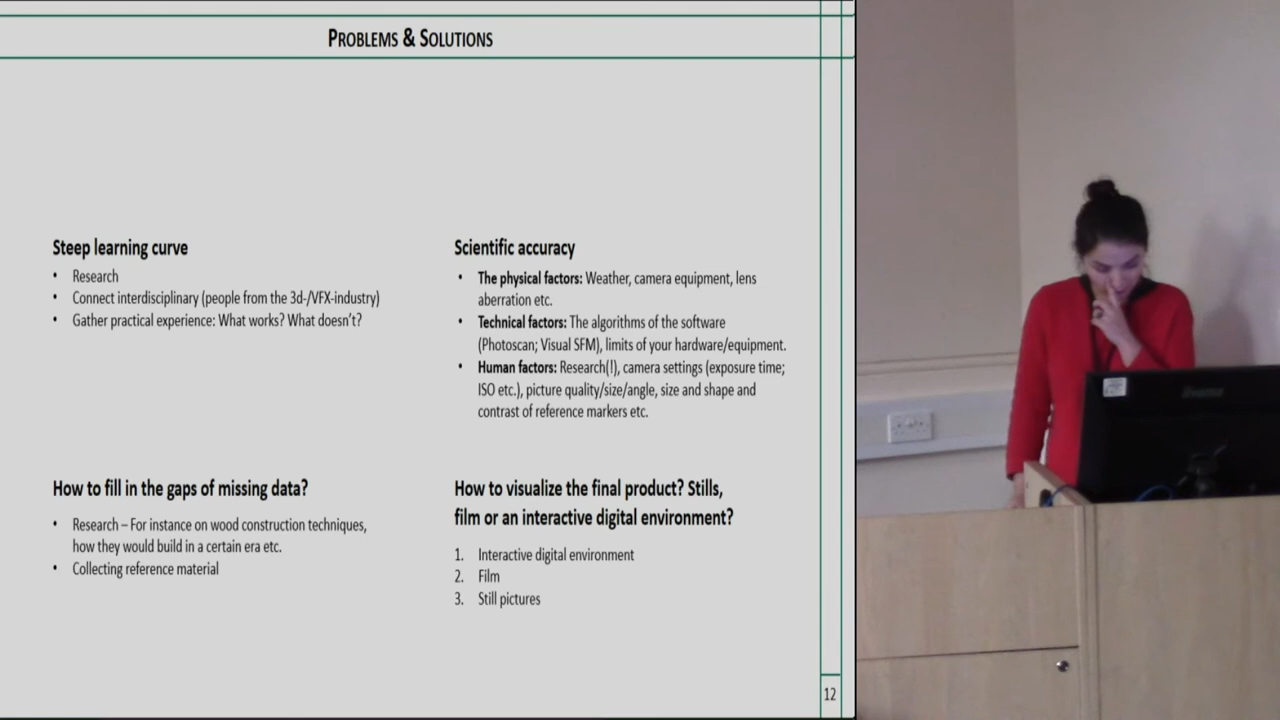 PROBLEMS & SOLUTIONS
Steep learning curve
• Research
• Connect interdisciplinary (people from the 3d-/VFX-industry)
• Gather practical experience: What works? What doesn't?
Scientific accuracy
• The physical factors: Weather, camera equipment, lens
aberration etc.
• Technical factors: The algorithms of the software
(Photoscan; Visual SFM), limits of your hardware/equipment.
• Human factors: Research(!), camera settings (exposure time;
ISO etc.), picture quality/size/angle, size and shape and
contrast of reference markers etc.
How to fill in the gaps of missing data?
• Research – For instance on wood construction techniques,
how they would build in a certain era etc.
• Collecting reference material
How to visualize the final product? Stills,
film or an interactive digital environment?
1. Interactive digital environment
2. Film
3. Still pictures
12